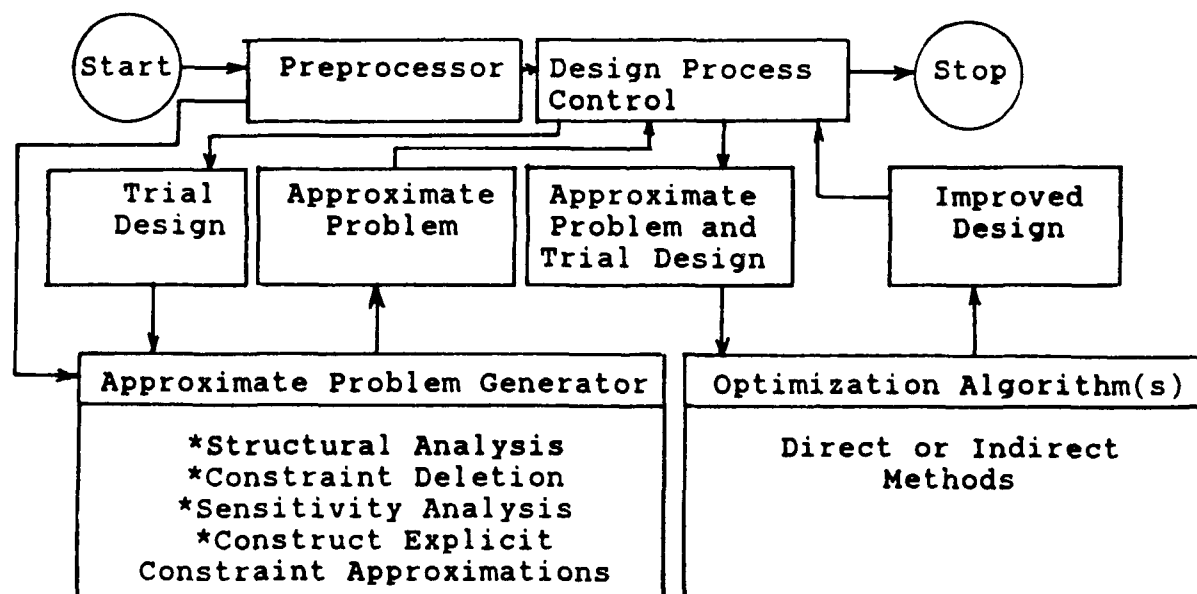 Start
Preprocessor
Design Process
Control
Stop
Trial
Design
Approximate
Problem
Approximate
Problem and
Trial Design
Improved
Design
Approximate Problem Generator
*Structural Analysis
*Constraint Deletion
*Sensitivity Analysis
*Construct Explicit
Constraint Approximations
Optimization Algorithm(s)
Direct or Indirect
Methods